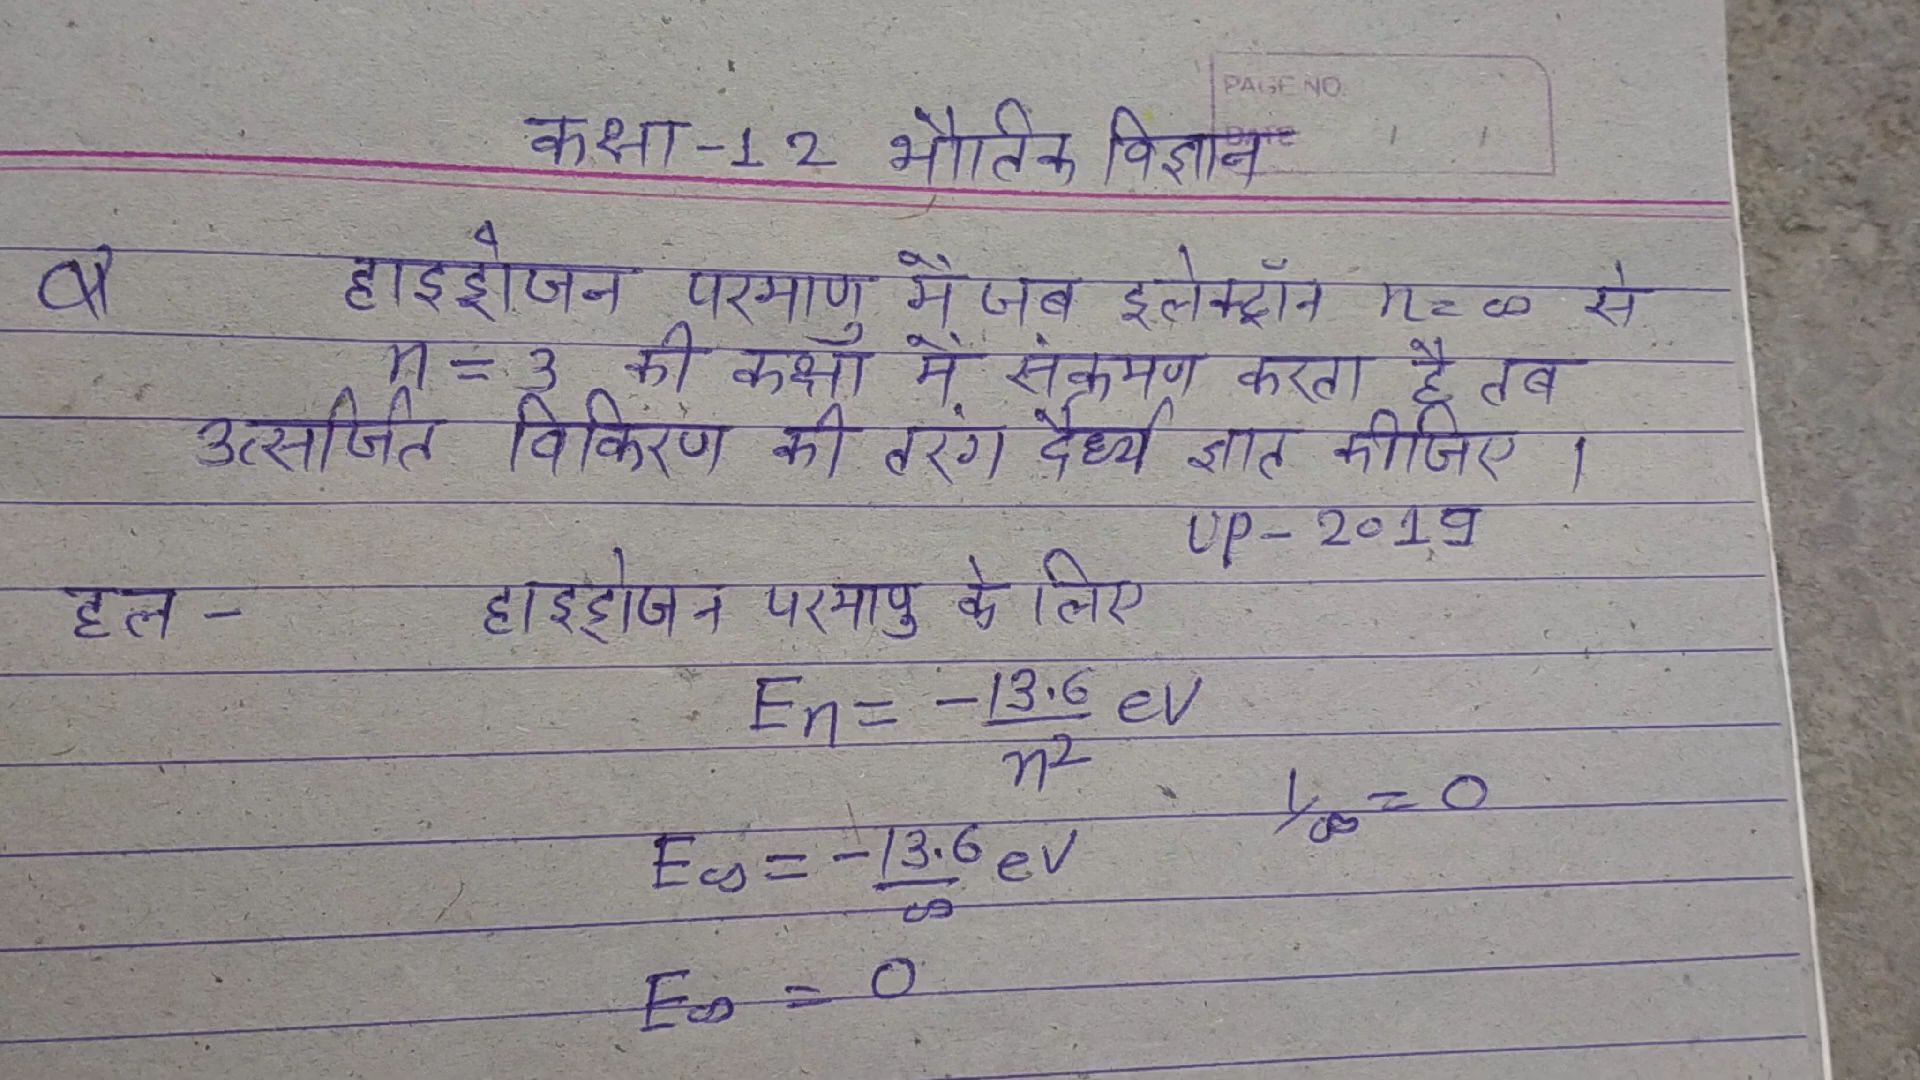 PAGE NO.
DATE / /
कक्षा -12 भौतिक विज्ञान
हाइड्रोजन परमाणु में जब इलेक्ट्रॉन n = ∞ से
n = 3 की कक्षा में संक्रमण करता है तब
उत्सर्जित विकिरण की तरंग दैर्ध्य ज्ञात कीजिए ।
UP- 2019
हल - हाइड्रोजन परमाणु के लिए
En = -13.6/n² eV
1/∞ = 0
E∞ = -13.6/∞ eV
E∞ = 0